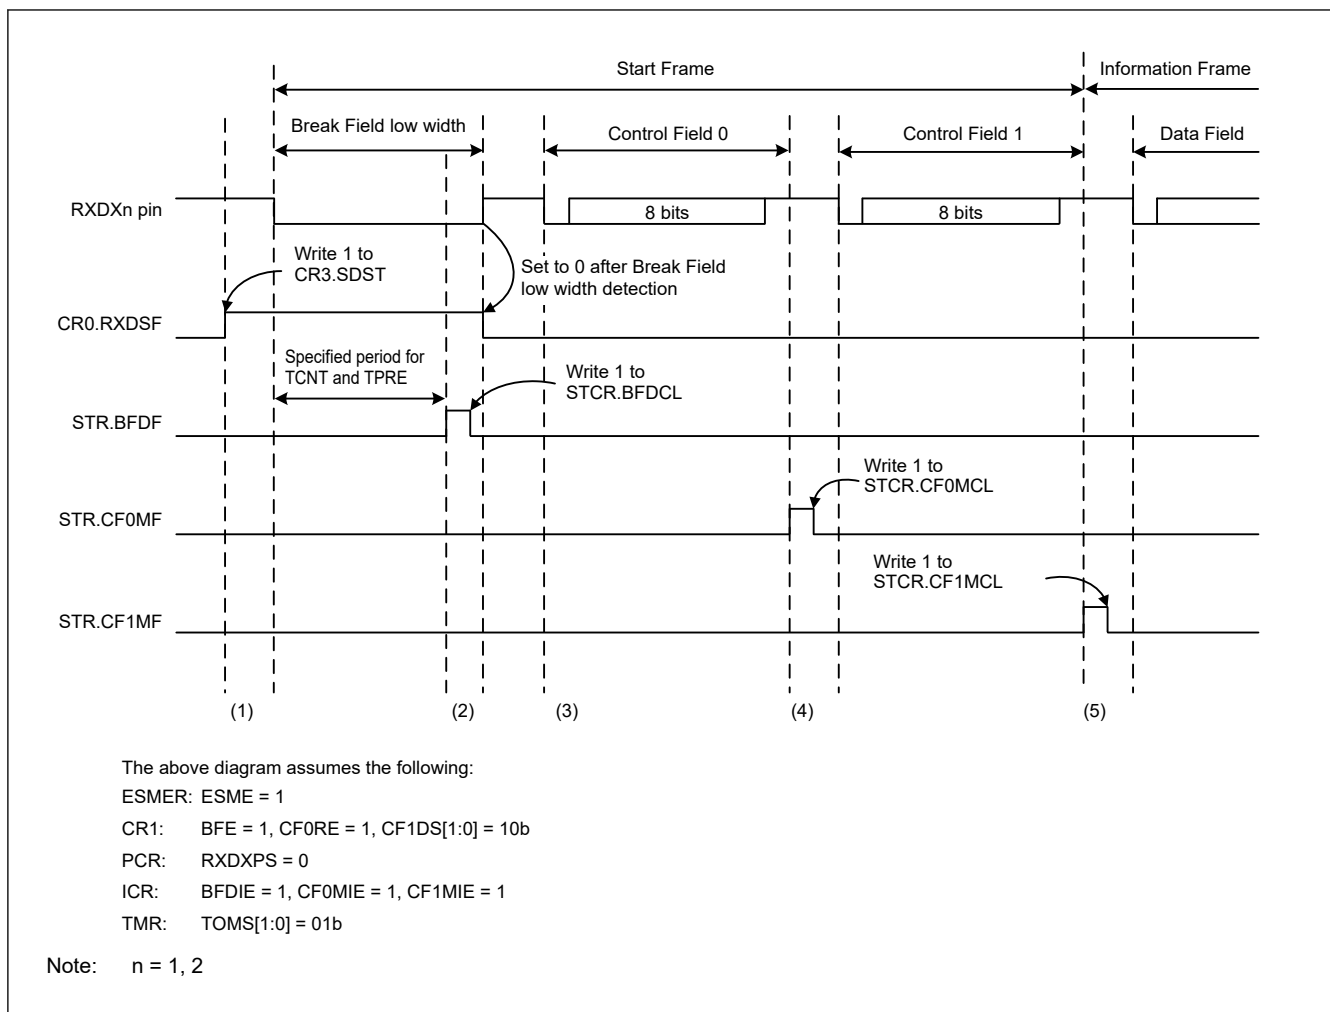 Start Frame
Information Frame
Break Field low width
Control Field 0
Control Field 1
Data Field
RXDXn pin
8 bits
8 bits
Write 1 to
CR3.SDST
Set to 0 after Break Field
low width detection
CR0.RXDSF
Specified period for
TCNT and TPRE
Write 1 to
STCR.BFDCL
STR.BFDF
Write 1 to
STCR.CF0MCL
STR.CF0MF
Write 1 to
STCR.CF1MCL
STR.CF1MF
(1)
(2)
(3)
(4)
(5)
The above diagram assumes the following:
ESMER: ESME = 1
CR1: BFE = 1, CF0RE = 1, CF1DS[1:0] = 10b
PCR: RXDXPS = 0
ICR: BFDIE = 1, CF0MIE = 1, CF1MIE = 1
TMR: TOMS[1:0] = 01b
Note: n = 1, 2